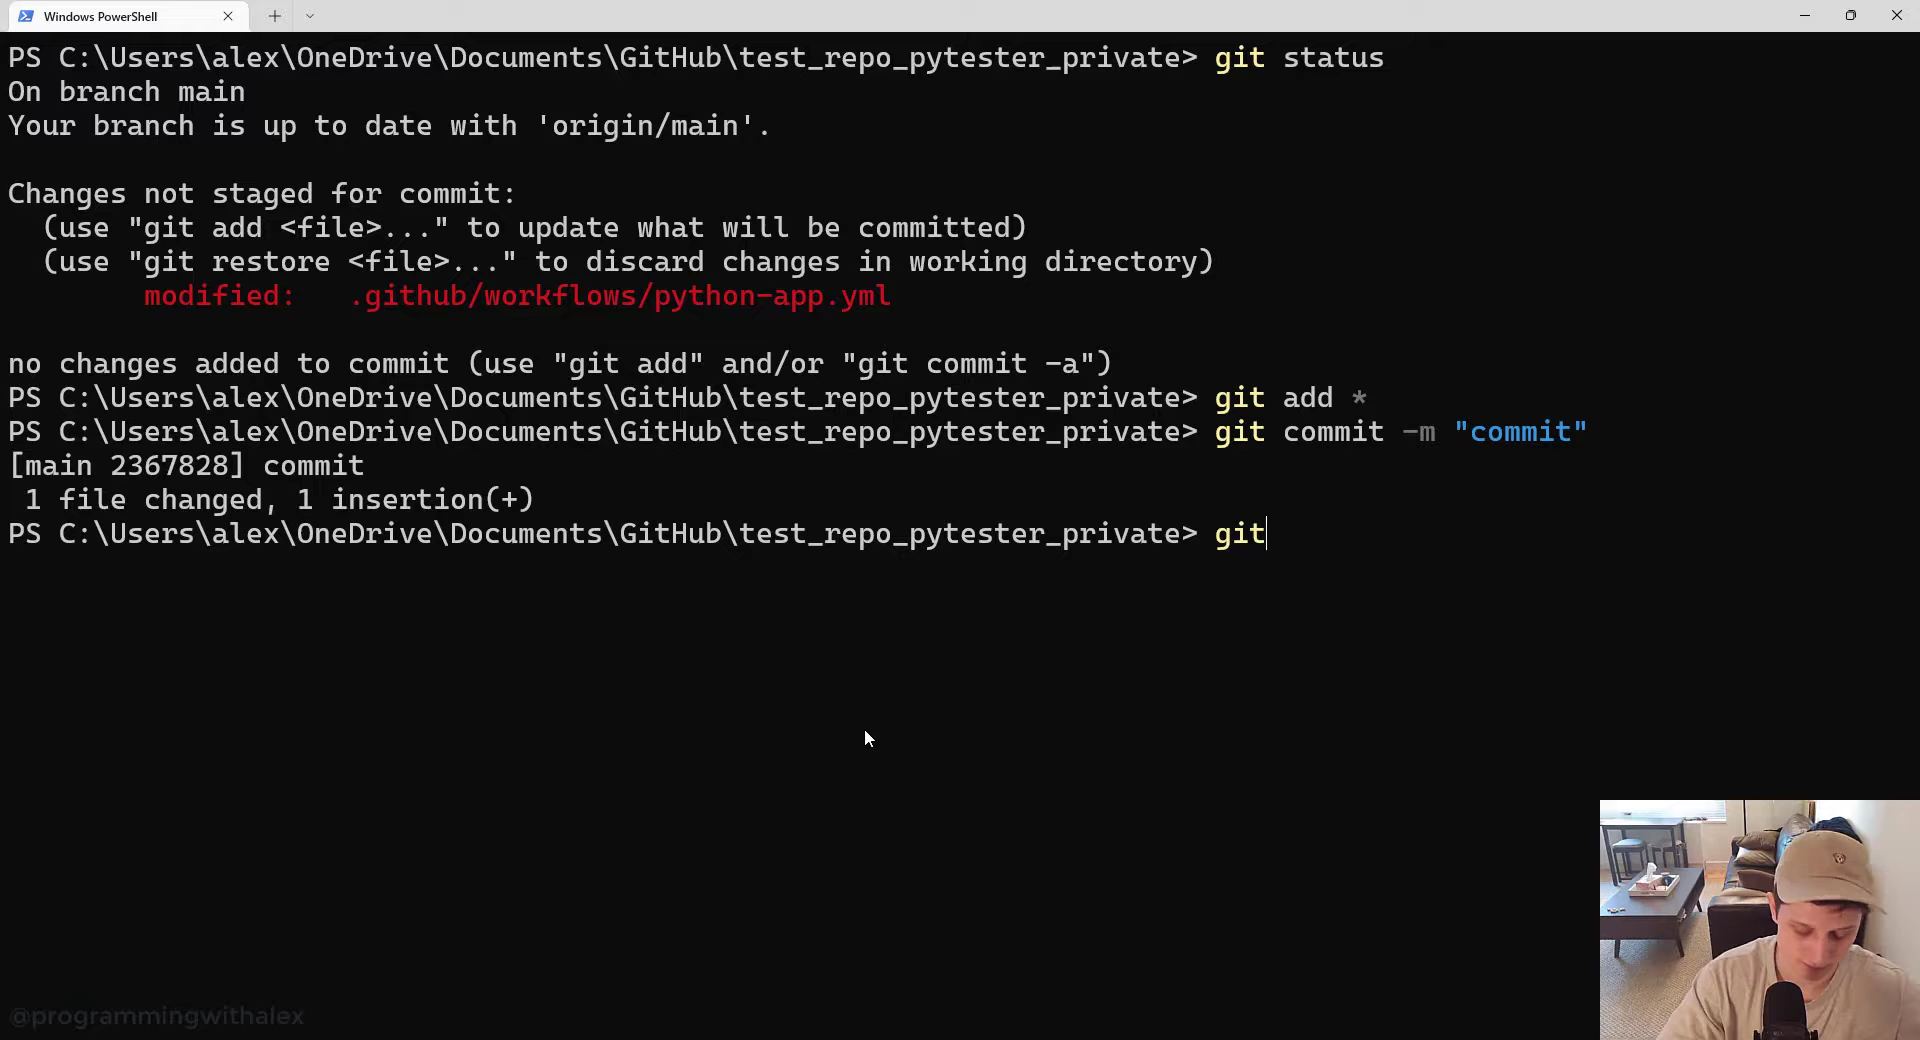 Windows PowerShell
PS C:\Users\alex\OneDrive\Documents\GitHub\test_repo_pytester_private> git status
On branch main
Your branch is up to date with 'origin/main'.
Changes not staged for commit:
  (use "git add <file>..." to update what will be committed)
  (use "git restore <file>..." to discard changes in working directory)
        modified:   .github/workflows/python-app.yml
no changes added to commit (use "git add" and/or "git commit -a")
PS C:\Users\alex\OneDrive\Documents\GitHub\test_repo_pytester_private> git add *
PS C:\Users\alex\OneDrive\Documents\GitHub\test_repo_pytester_private> git commit -m "commit"
[main 2367828] commit
 1 file changed, 1 insertion(+)
PS C:\Users\alex\OneDrive\Documents\GitHub\test_repo_pytester_private> git
@programmingwithalex